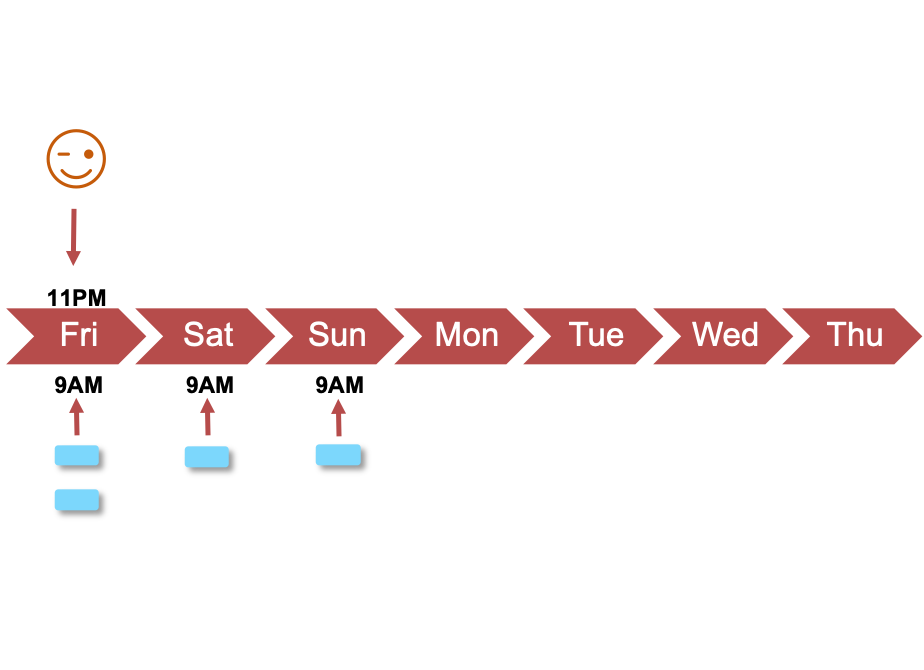 11PM
Fri Sat Sun Mon Tue Wed Thu
9AM 9AM 9AM